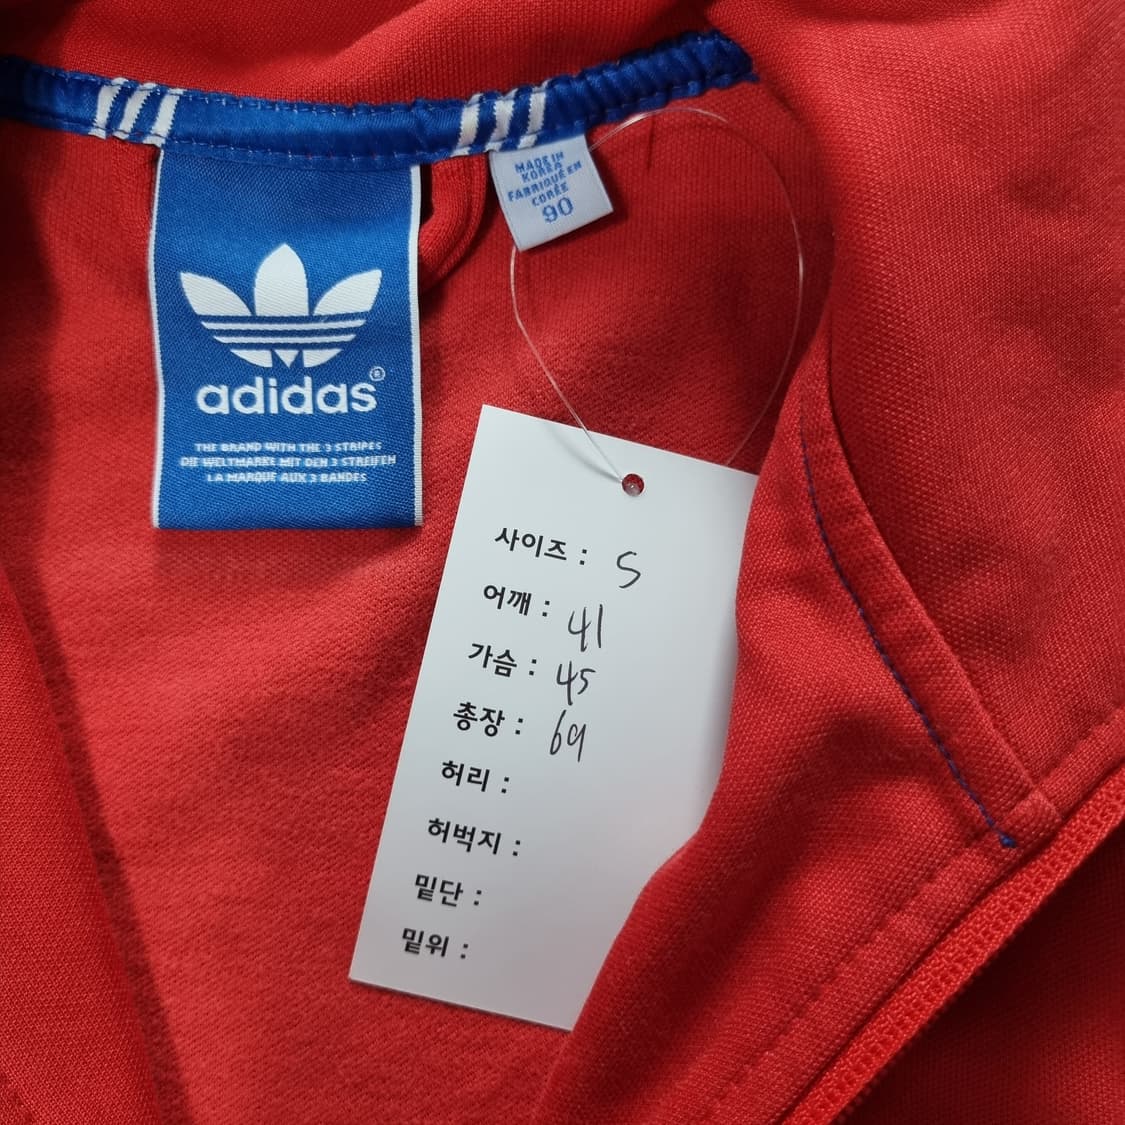 adidas®
THE BRAND WITH THE 3 STRIPES
DIE WELTMARKE MIT DEN 3 STREIFEN
LA MARQUE AUX 3 BANDES
MADE IN
KOREA
FABRIQUÉ EN
CORÉE
90
사이즈 : S
어깨 : 41
가슴 : 45
총장 : 69
허리 :
허벅지 :
밑단 :
밑위 :